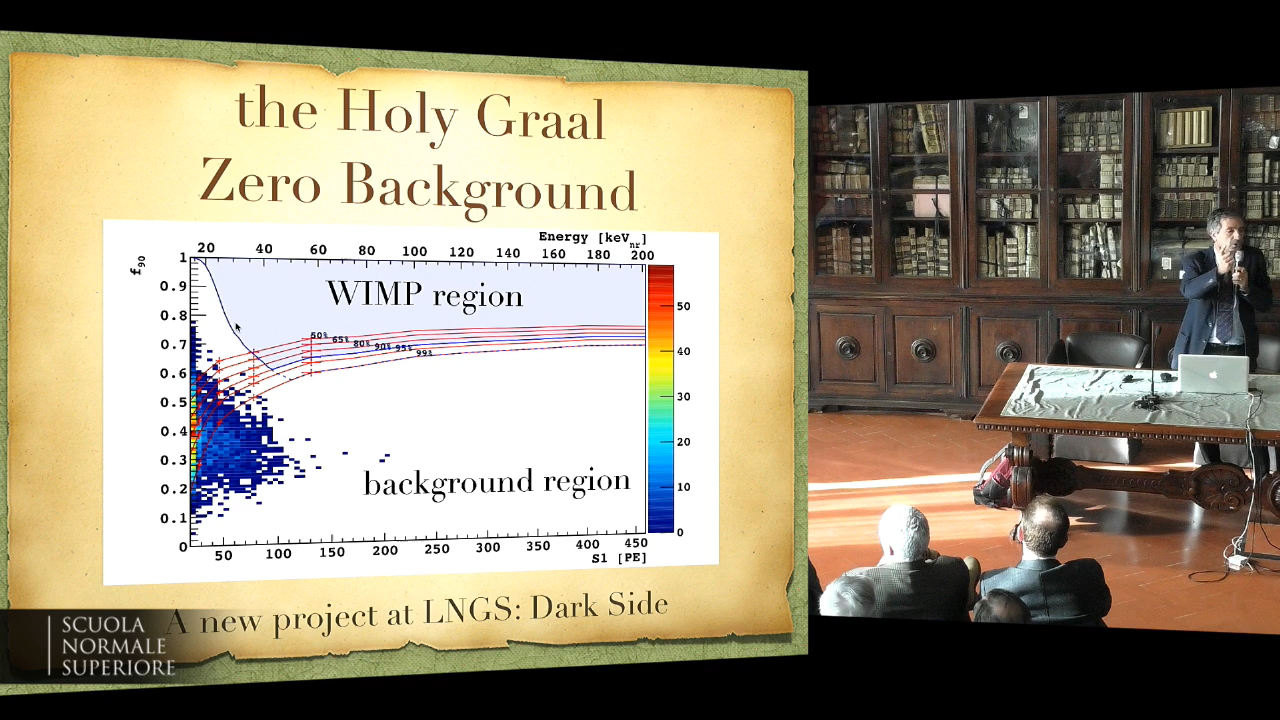 the Holy Graal
Zero Background
Energy [keVnr]
20 40 60 80 100 120 140 160 180 200
f90
1
0.9
0.8
0.7
0.6
0.5
0.4
0.3
0.2
0.1
0
WIMP region
50% 65% 80% 90% 95% 99%
background region
50
40
30
20
10
0
50 100 150 200 250 300 350 400 450
S1 [PE]
A new project at LNGS: Dark Side
SCUOLA
NORMALE
SUPERIORE